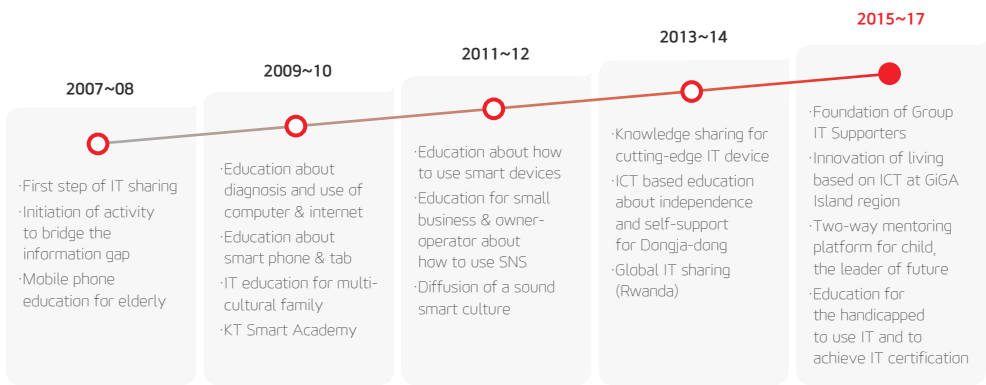 2007~08
·First step of IT sharing
·Initiation of activity
to bridge the
information gap
·Mobile phone
education for elderly
2009~10
·Education about
diagnosis and use of
computer & internet
·Education about
smart phone & tab
·IT education for multi-
cultural family
·KT Smart Academy
2011~12
·Education about how
to use smart devices
·Education for small
business & owner-
operator about
how to use SNS
·Diffusion of a sound
smart culture
2013~14
·Knowledge sharing for
cutting-edge IT device
·ICT based education
about independence
and self-support
for Dongja-dong
·Global IT sharing
(Rwanda)
2015~17
·Foundation of Group
IT Supporters
·Innovation of living
based on ICT at GiGA
Island region
·Two-way mentoring
platform for child,
the leader of future
·Education for
the handicapped
to use IT and to
achieve IT certification